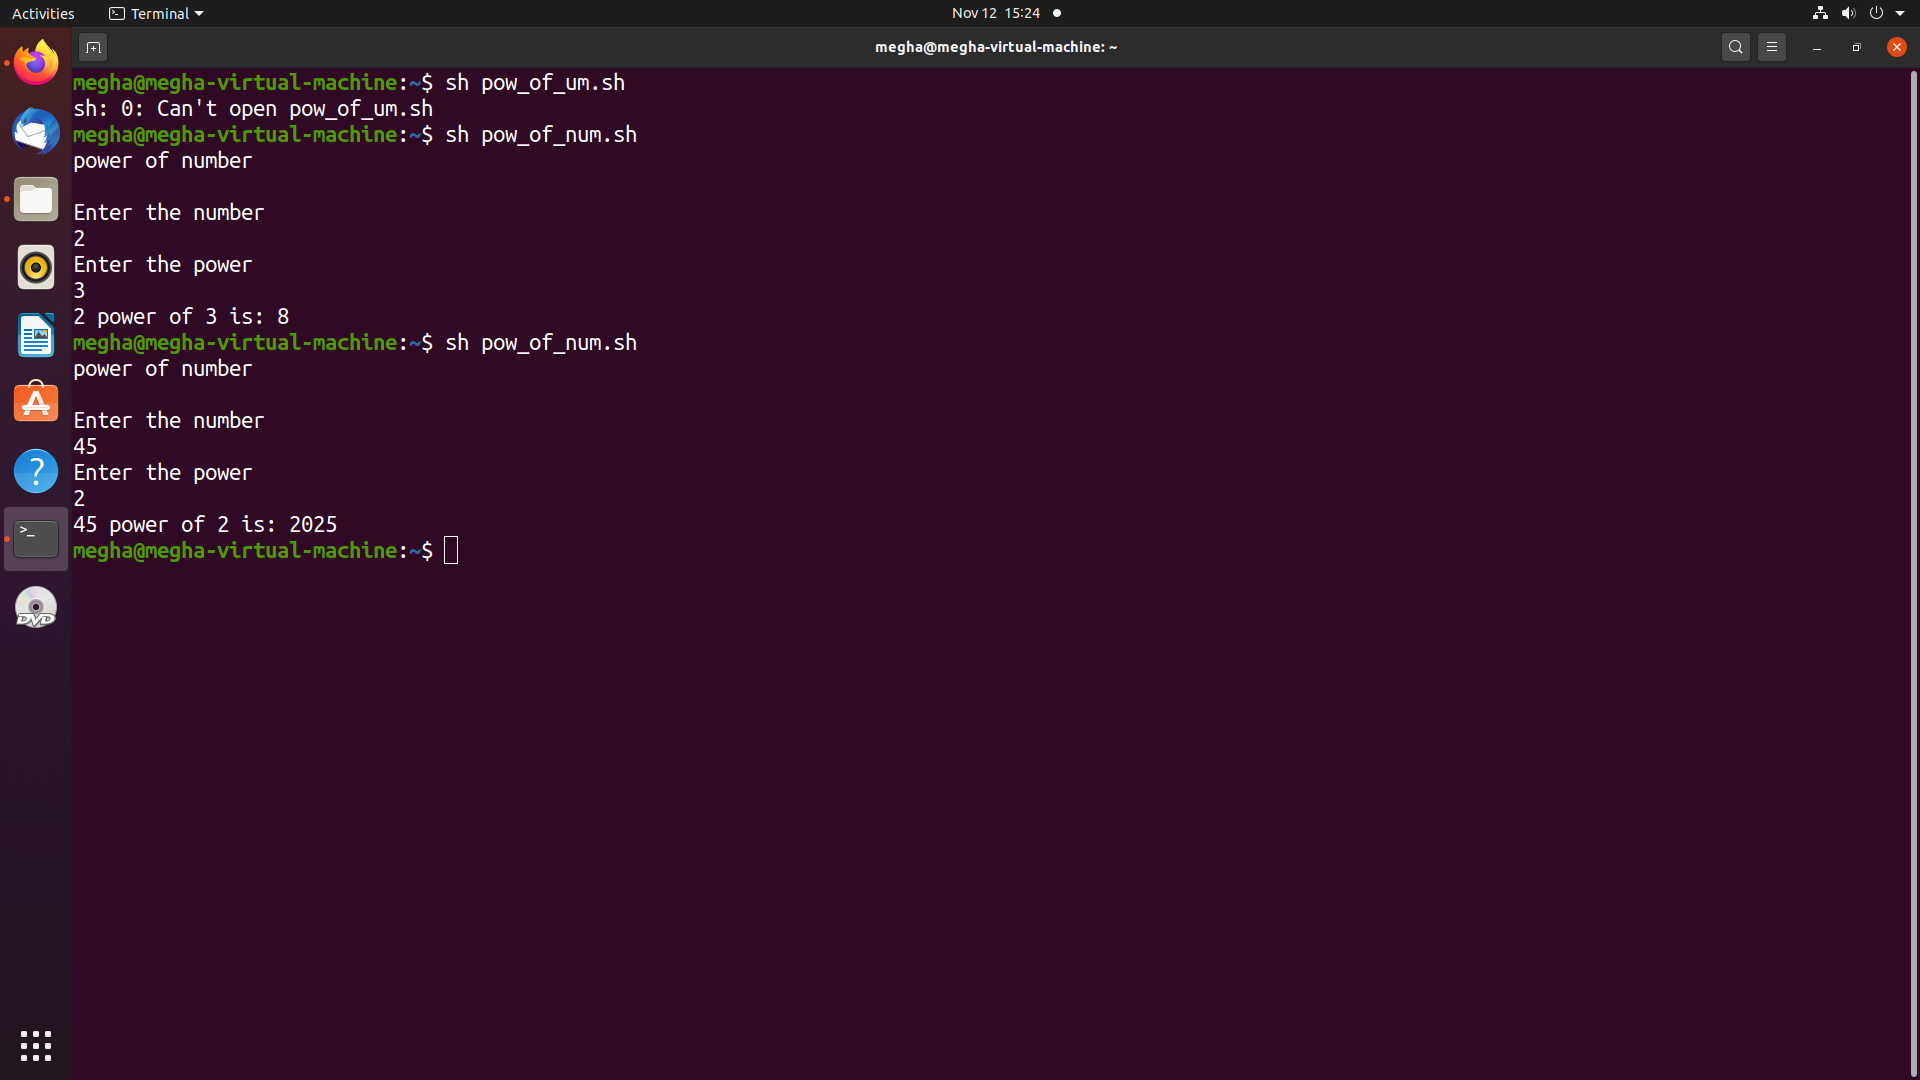 Activities
Terminal
Nov 12 15:24
megha@megha-virtual-machine: ~
megha@megha-virtual-machine:~$ sh pow_of_um.sh
sh: 0: Can't open pow_of_um.sh
megha@megha-virtual-machine:~$ sh pow_of_num.sh
power of number
Enter the number
2
Enter the power
3
2 power of 3 is: 8
megha@megha-virtual-machine:~$ sh pow_of_num.sh
power of number
Enter the number
45
Enter the power
2
45 power of 2 is: 2025
megha@megha-virtual-machine:~$
DVD